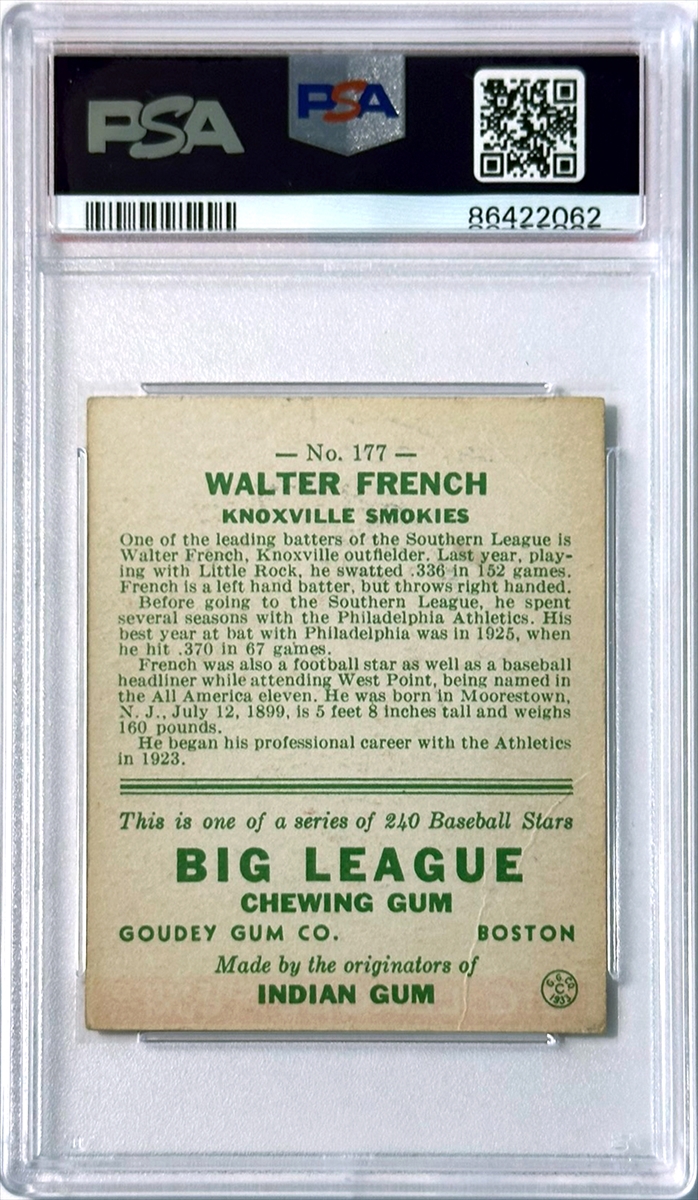 PSA
PSA
86422062
— No. 177 —
WALTER FRENCH
KNOXVILLE SMOKIES
One of the leading batters of the Southern League is
Walter French, Knoxville outfielder. Last year, play-
ing with Little Rock, he swatted .336 in 152 games.
French is a left hand batter, but throws right handed.
Before going to the Southern League, he spent
several seasons with the Philadelphia Athletics. His
best year at bat with Philadelphia was in 1925, when
he hit .370 in 67 games.
French was also a football star as well as a baseball
headliner while attending West Point, being named in
the All America eleven. He was born in Moorestown,
N. J., July 12, 1899, is 5 feet 8 inches tall and weighs
160 pounds.
He began his professional career with the Athletics
in 1923.
This is one of a series of 240 Baseball Stars
BIG LEAGUE
CHEWING GUM
GOUDEY GUM CO. BOSTON
Made by the originators of
INDIAN GUM
G. G. CO.
C
1933